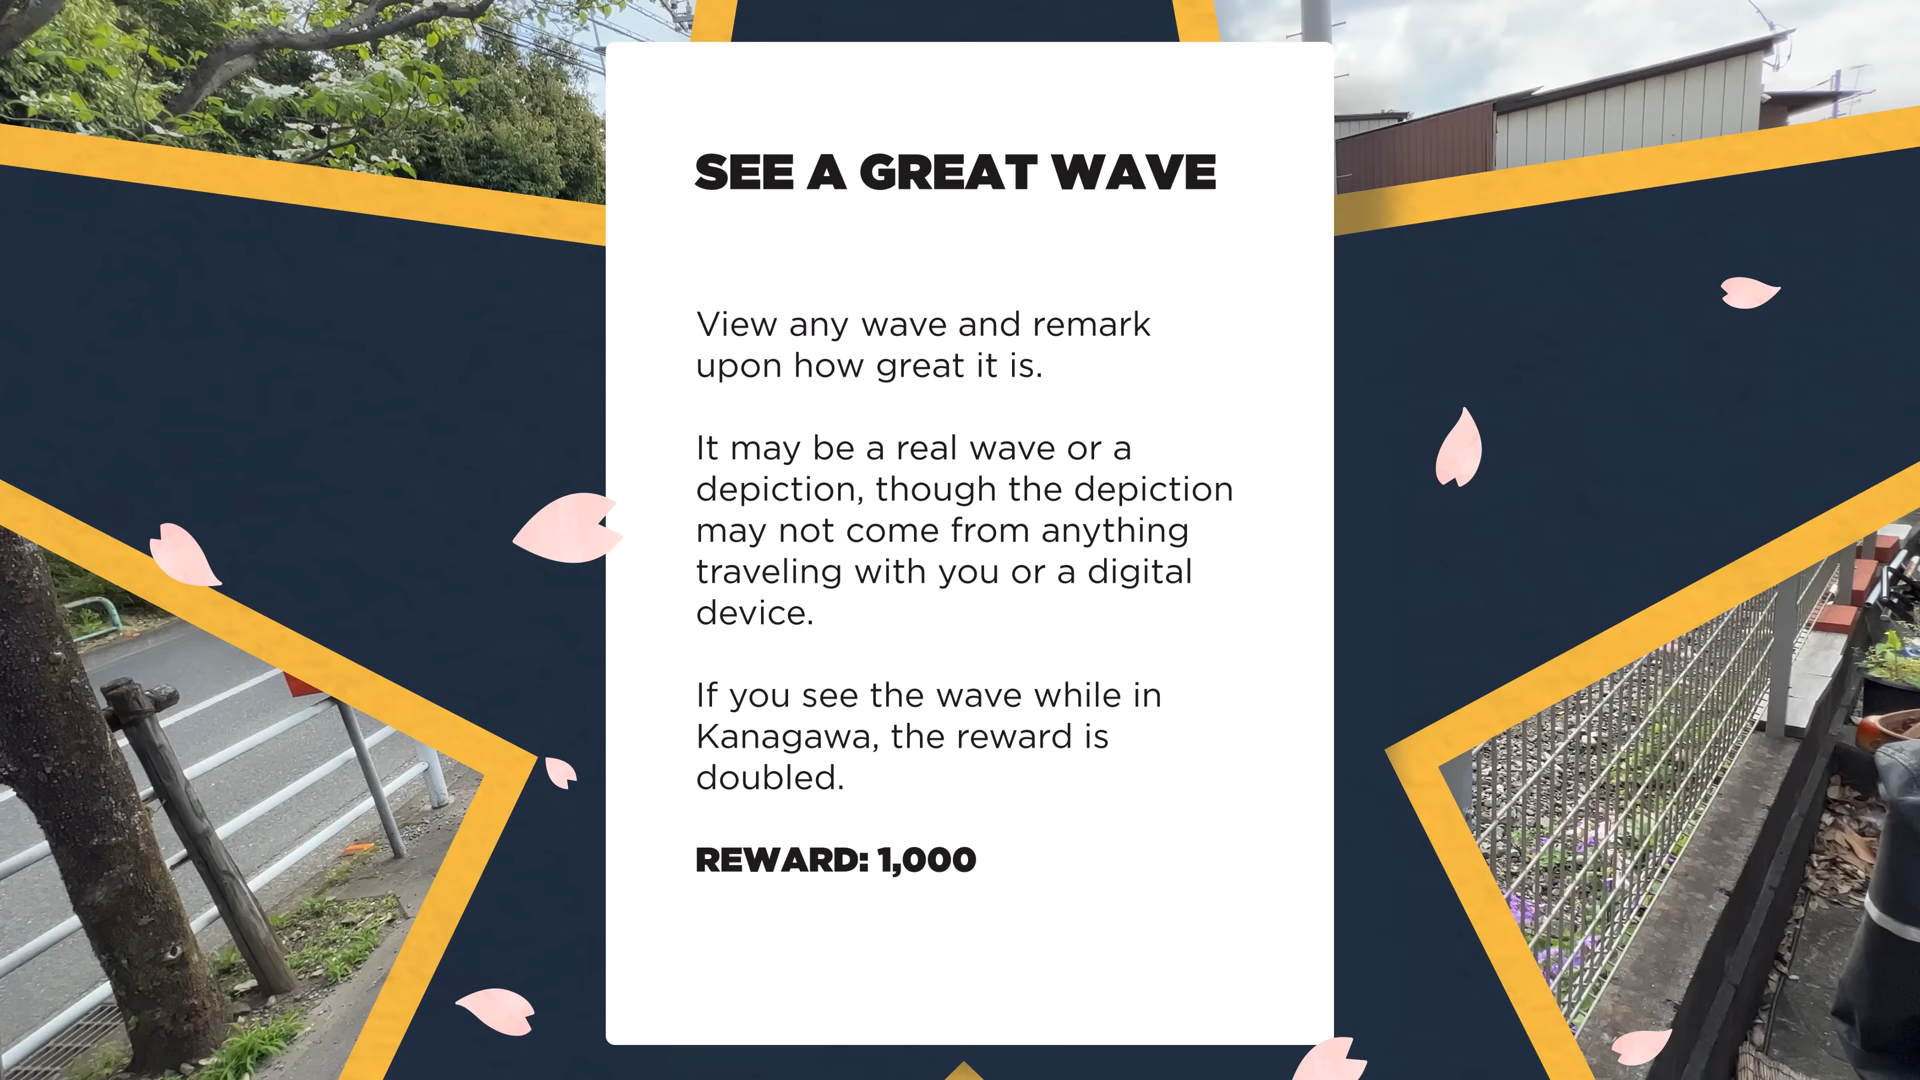 SEE A GREAT WAVE
View any wave and remark
upon how great it is.
It may be a real wave or a
depiction, though the depiction
may not come from anything
traveling with you or a digital
device.
If you see the wave while in
Kanagawa, the reward is
doubled.
REWARD: 1,000